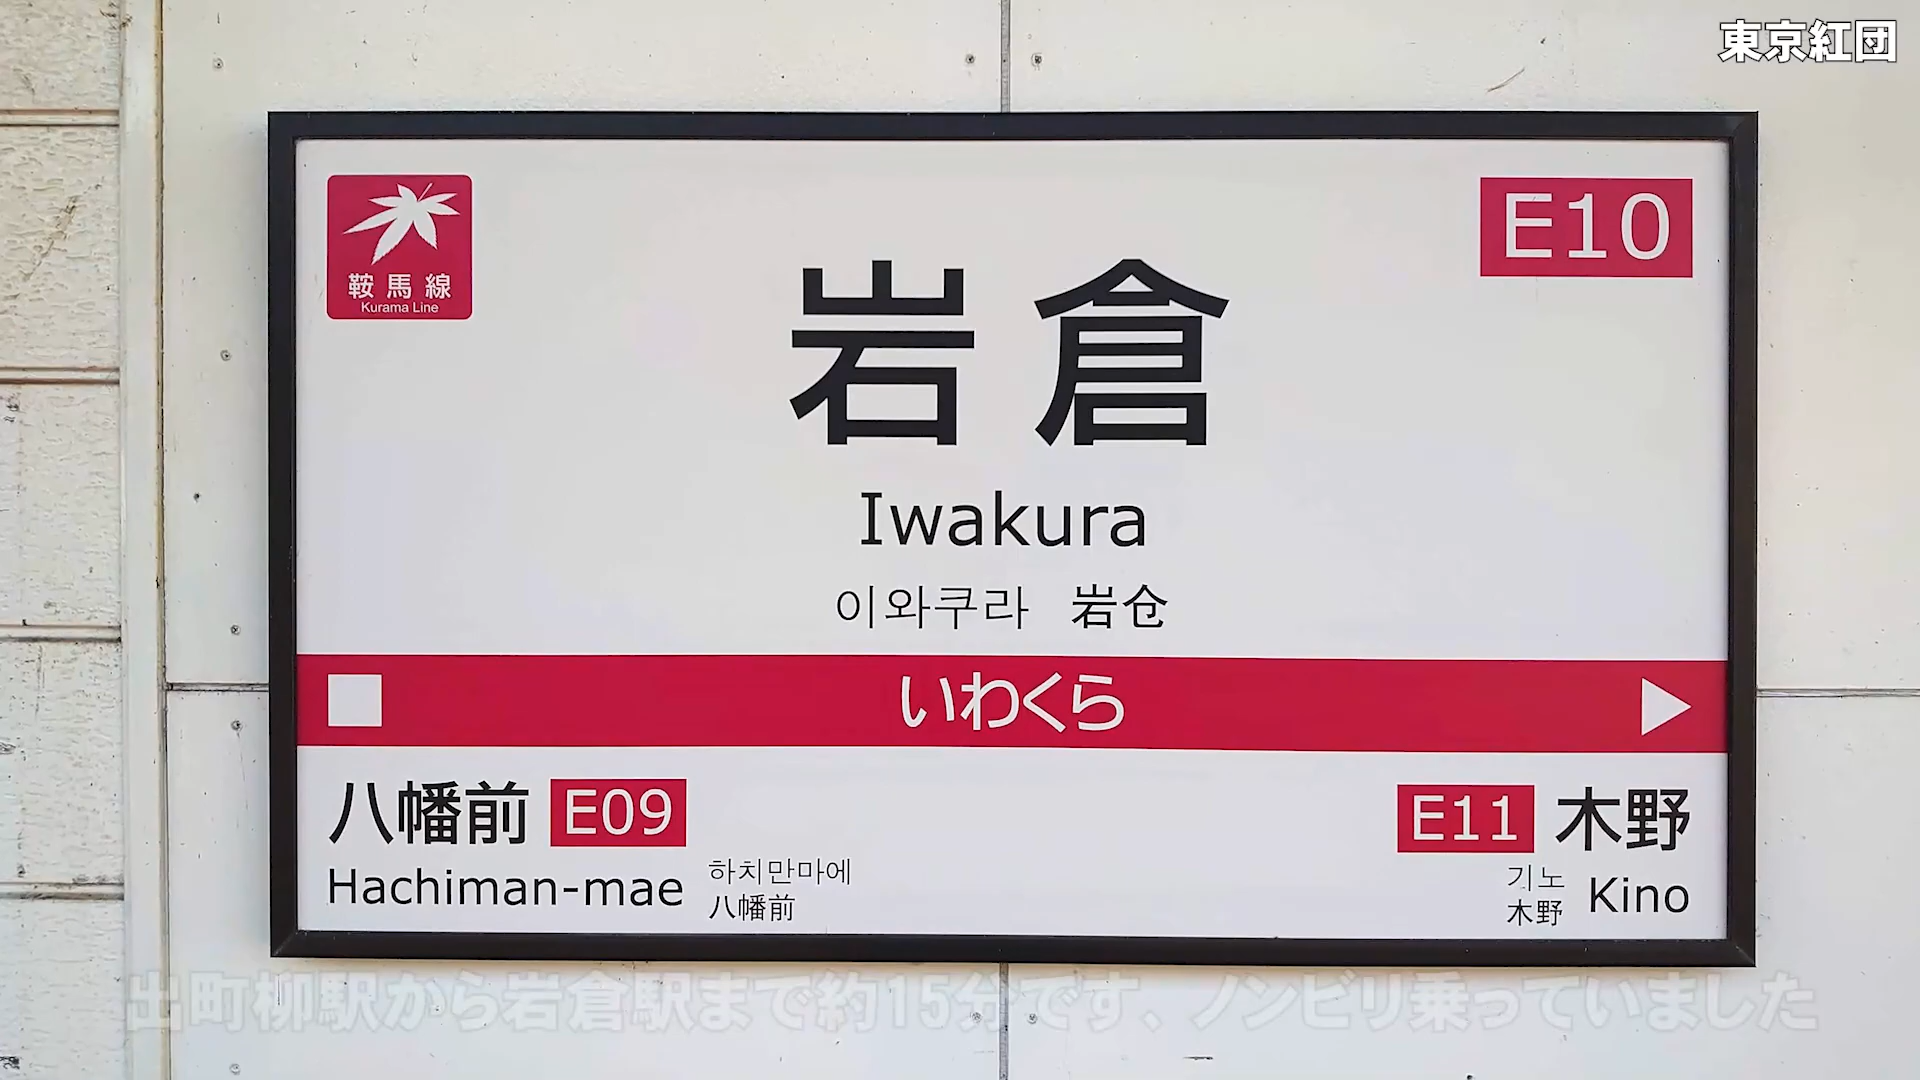 東京紅団
鞍馬線
Kurama Line
E10
岩倉
Iwakura
이와쿠라 岩仓
いわくら
八幡前 E09
Hachiman-mae
하치만마에
八幡前
E11 木野
기노
木野
Kino
出町柳駅から岩倉駅まで約15分です、ノンビリ乗っていました